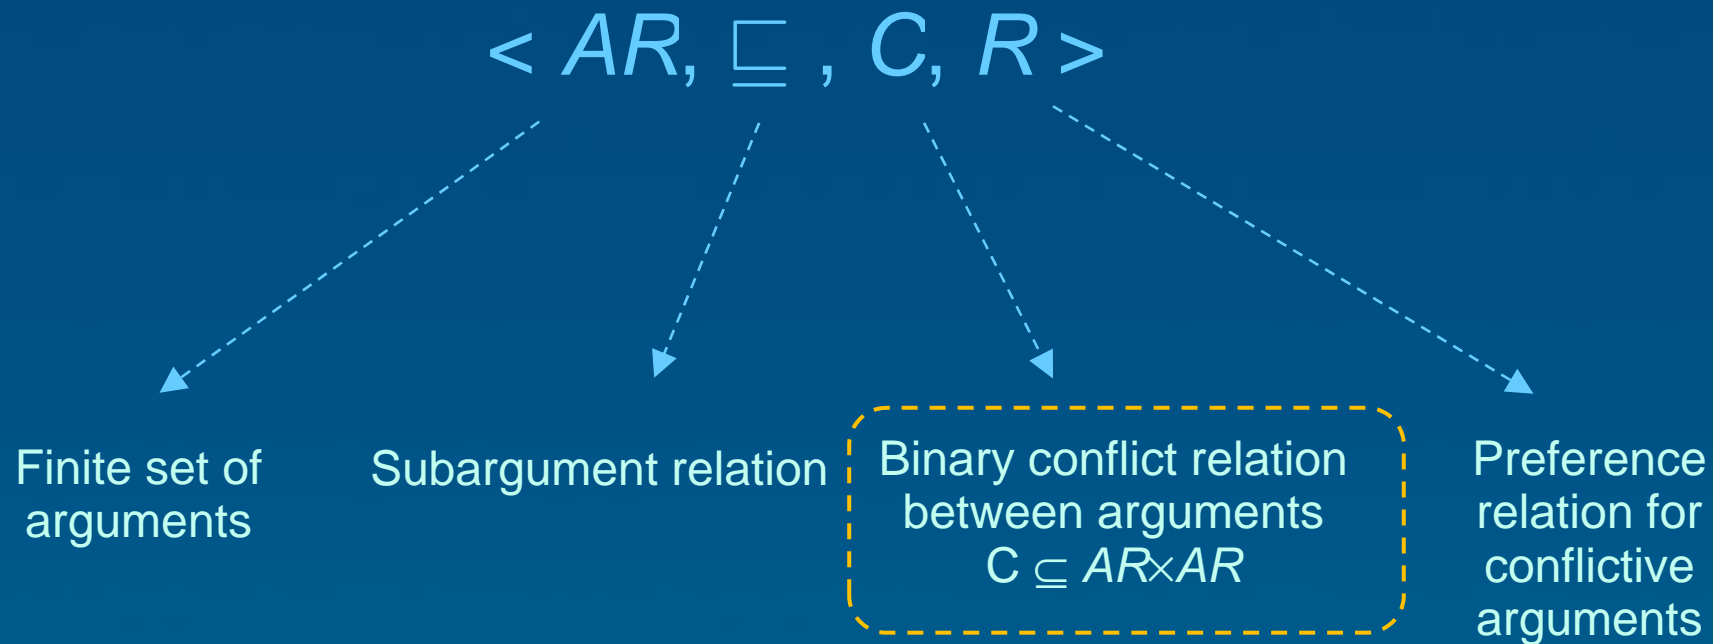 < AR, ⊑ , C, R >
Finite set of
arguments
Subargument relation
Binary conflict relation
between arguments
C ⊆ AR×AR
Preference
relation for
conflictive
arguments